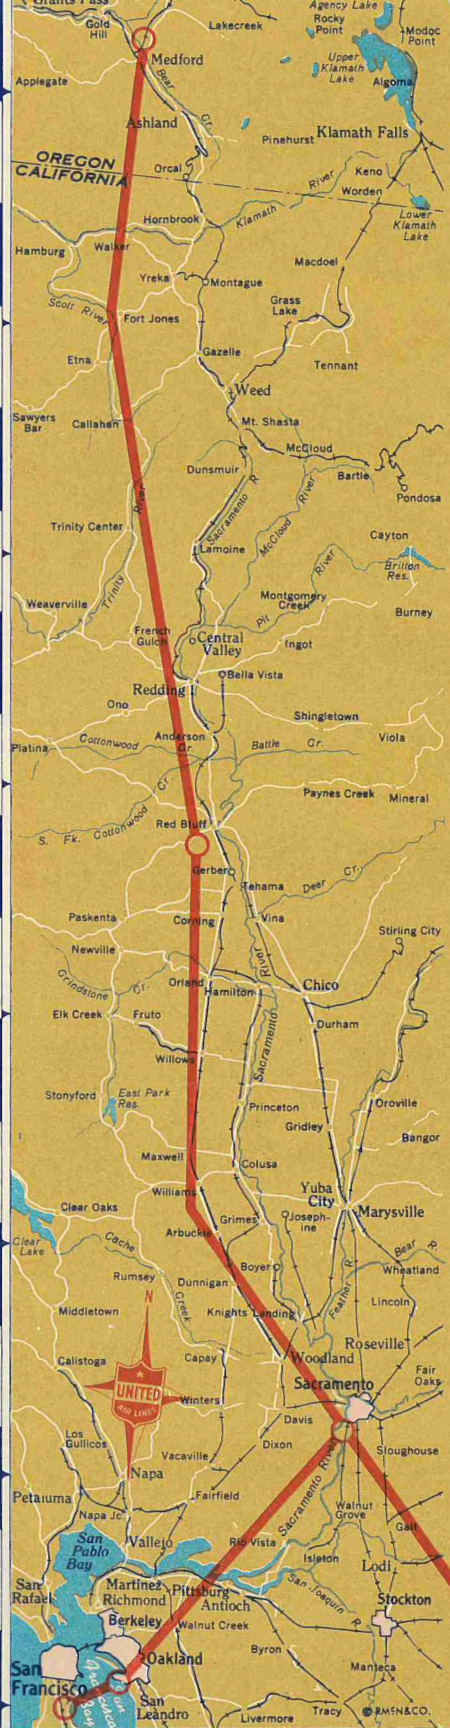 Grants Pass
Gold
Hill
Lakecreek
Agency Lake
Rocky
Point
Modoc
Point
Medford
Upper
Klamath
Lake
Applegate
Bear
Cr.
Algoma
Ashland
Pinehurst
Klamath Falls
OREGON
CALIFORNIA
Orcal
Keno
Worden
Klamath River
Lower
Klamath
Lake
Hornbrook
Hamburg
Walker
Macdoel
Yreka
Montague
Grass
Lake
Scott River
Fort Jones
Gazelle
Etna
Tennant
Weed
Sawyers
Bar
Callahan
Mt. Shasta
McCloud
Dunsmuir
Bartle
Pondosa
Sacramento R
McCloud River
Trinity Center
Trinity River
Lamoine
Cayton
Pit River
Britton
Res.
Weaverville
Montgomery
Creek
Burney
French
Gulch
Central
Valley
Ingot
Redding
Bella Vista
Ono
Shingletown
Platina
Cottonwood Cr.
Anderson
Battle Cr.
Viola
S. Fk. Cottonwood Cr.
Paynes Creek
Mineral
Red Bluff
Gerber
Tehama
Deer Cr.
Paskenta
Corning
Vina
Newville
Stirling City
Grindstone Cr.
Orland
Hamilton
Sacramento River
Chico
Elk Creek
Fruto
Durham
Willows
Stonyford
East Park
Res.
Princeton
Oroville
Gridley
Bangor
Maxwell
Colusa
Williams
Clear Oaks
Yuba
City
Marysville
Clear
Lake
Cache Creek
Arbuckle
Grimes
Joseph-
ine
Bear R.
Rumsey
Dunnigan
Boyer
Wheatland
Feather R.
N
Middletown
Knights Landing
Lincoln
Calistoga
UNITED
AIR LINES
Capay
Woodland
Roseville
Fair
Oaks
Sacramento
Winters
Davis
Los
Gullicos
Dixon
Sloughouse
Napa
Vacaville
Sacramento River
Petaluma
Fairfield
Walnut
Grove
Napa Jc.
Galt
San
Pablo
Bay
Vallejo
Rio Vista
Isleton
Lodi
San
Rafael
Martinez
Richmond
Pittsburg
Antioch
San Joaquin R.
Stockton
Berkeley
Walnut Creek
San
Francisco
Oakland
Byron
Manteca
San
Francisco
Bay
San
Leandro
Livermore
Tracy
© R.MCN&CO.